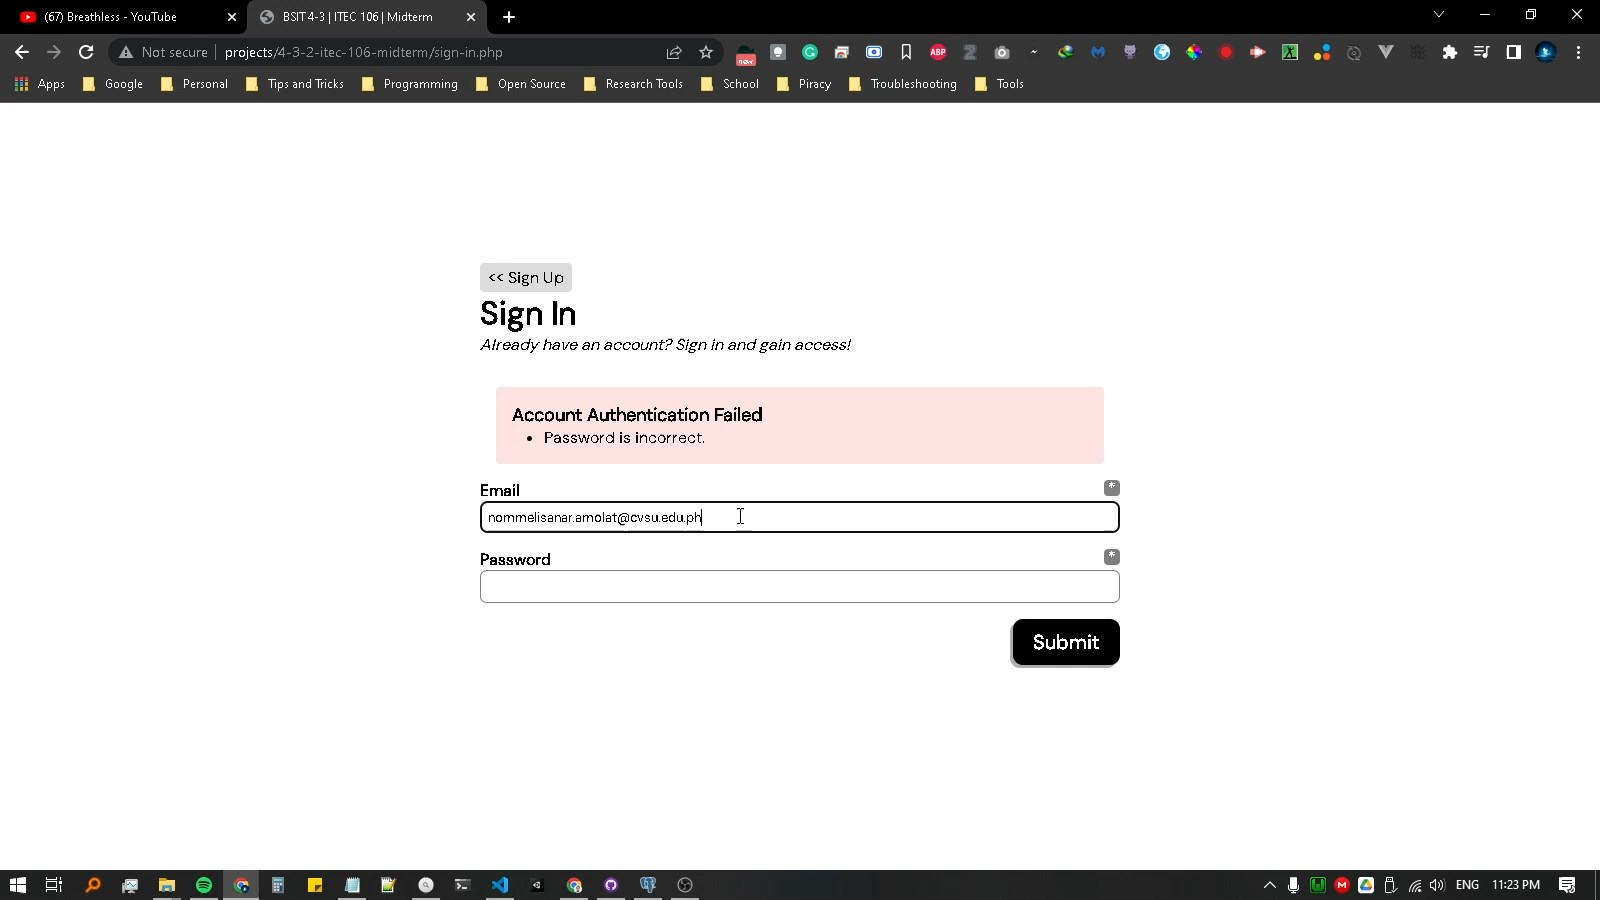 (67) Breathless - YouTube
BSIT 4-3 | ITEC 106 | Midterm
Not secure
projects/4-3-2-itec-106-midterm/sign-in.php
new
ABP
Apps
Google
Personal
Tips and Tricks
Programming
Open Source
Research Tools
School
Piracy
Troubleshooting
Tools
<< Sign Up
Sign In
Already have an account? Sign in and gain access!
Account Authentication Failed
• Password is incorrect.
Email
*
nommelisanar.amolat@cvsu.edu.ph
Password
*
Submit
ENG
11:23 PM